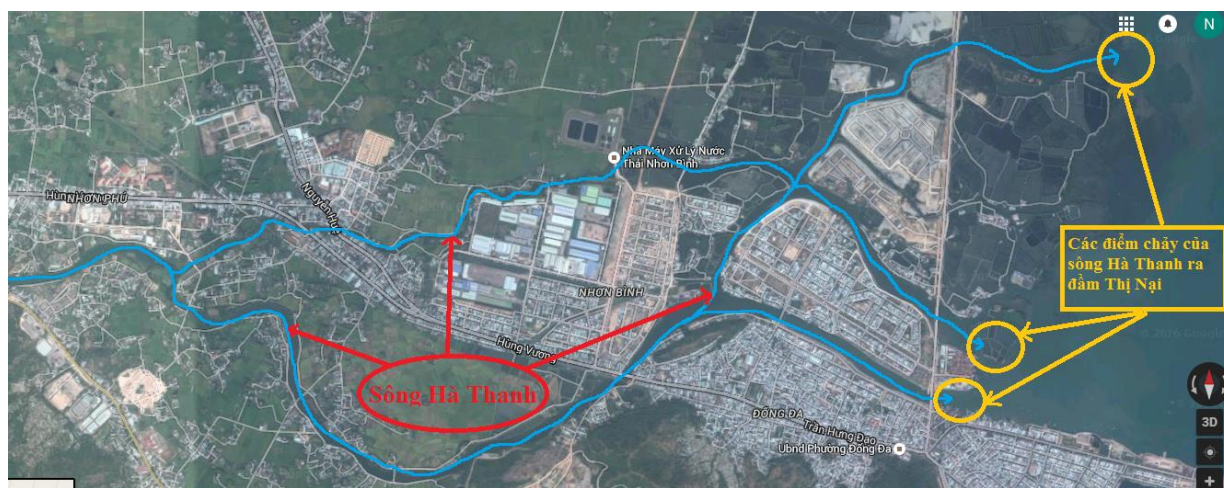 N
Nhà Máy Xử Lý Nước
Thải Nhơn Bình
Nguyễn Huệ
NHƠN PHÚ
Các điểm chảy của
sông Hà Thanh ra
đầm Thị Nại
NHƠN BÌNH
Hùng Vương
Sông Hà Thanh
ĐỐNG ĐA
Trần Hưng Đạo
Ubnd Phường Đống Đa
3D
+